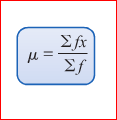 μ = Σfx / Σf